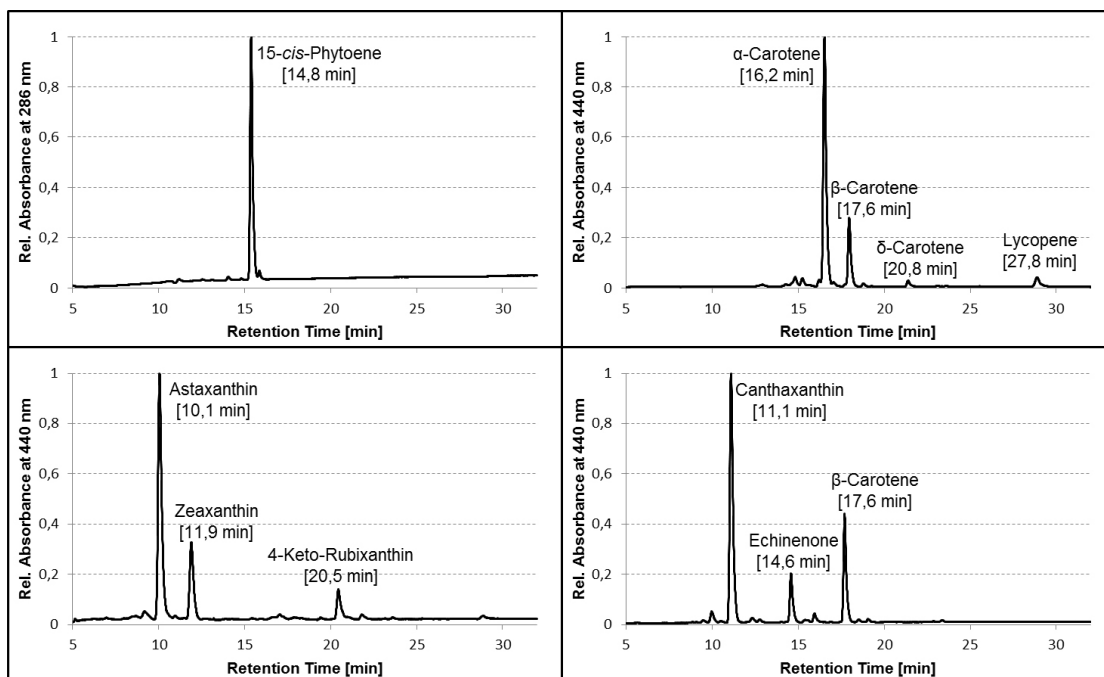 Rel. Absorbance at 286 nm
1
0,8
0,6
0,4
0,2
0
15-cis-Phytoene
[14,8 min]
5 10 15 20 25 30
Retention Time [min]
Rel. Absorbance at 440 nm
1
0,8
0,6
0,4
0,2
0
α-Carotene
[16,2 min]
β-Carotene
[17,6 min]
δ-Carotene
[20,8 min]
Lycopene
[27,8 min]
5 10 15 20 25 30
Retention Time [min]
Rel. Absorbance at 440 nm
1
0,8
0,6
0,4
0,2
0
Astaxanthin
[10,1 min]
Zeaxanthin
[11,9 min]
4-Keto-Rubixanthin
[20,5 min]
5 10 15 20 25 30
Retention Time [min]
Rel. Absorbance at 440 nm
1
0,8
0,6
0,4
0,2
0
Canthaxanthin
[11,1 min]
β-Carotene
[17,6 min]
Echinenone
[14,6 min]
5 10 15 20 25 30
Retention Time [min]